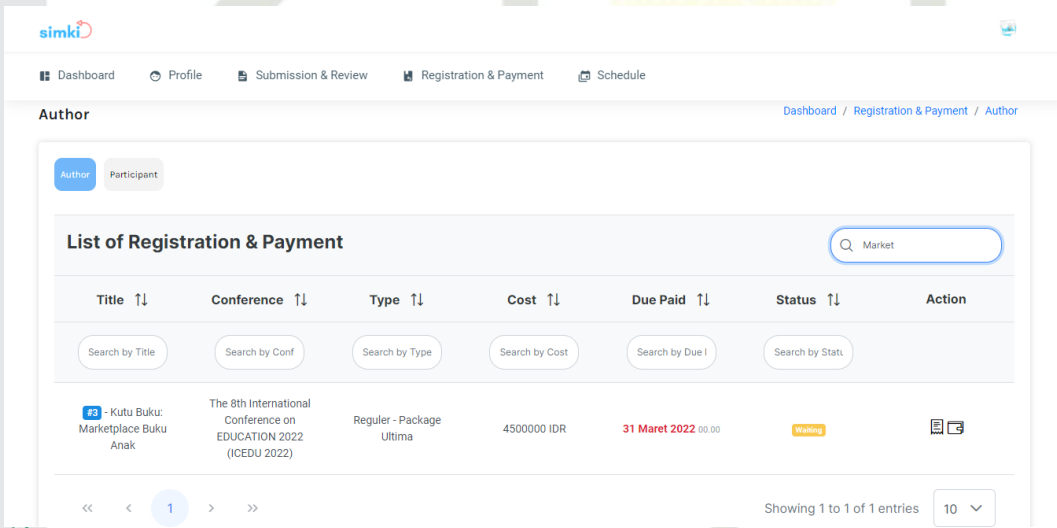 simki
Dashboard Profile Submission & Review Registration & Payment Schedule
Author
Dashboard / Registration & Payment / Author
Author Participant
List of Registration & Payment
Market
Title Conference Type Cost Due Paid Status Action
Search by Title Search by Conf Search by Type Search by Cost Search by Due Search by Statu
#3 - Kutu Buku:
Marketplace Buku
Anak
The 8th International
Conference on
EDUCATION 2022
(ICEDU 2022)
Reguler - Package
Ultima
4500000 IDR
31 Maret 2022 00.00
Waiting
<< < 1 > >>
Showing 1 to 1 of 1 entries 10